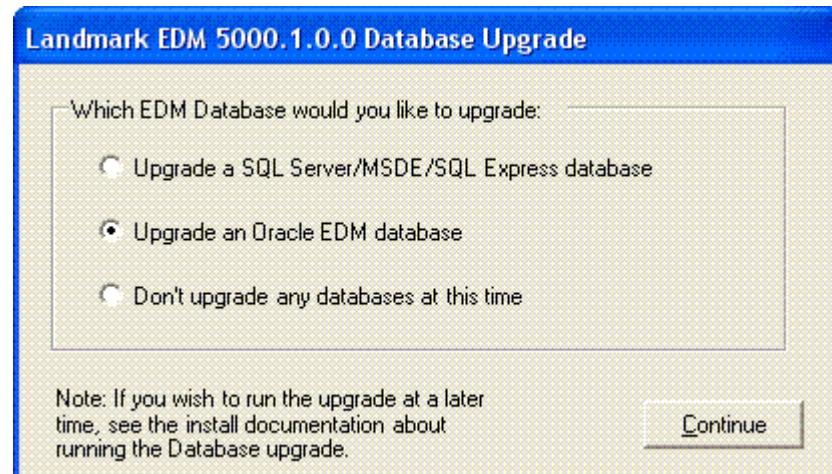 Landmark EDM 5000.1.0.0 Database Upgrade
Which EDM Database would you like to upgrade:
Upgrade a SQL Server/MSDE/SQL Express database
Upgrade an Oracle EDM database
Don't upgrade any databases at this time
Note: If you wish to run the upgrade at a later
time, see the install documentation about
running the Database upgrade.
Continue